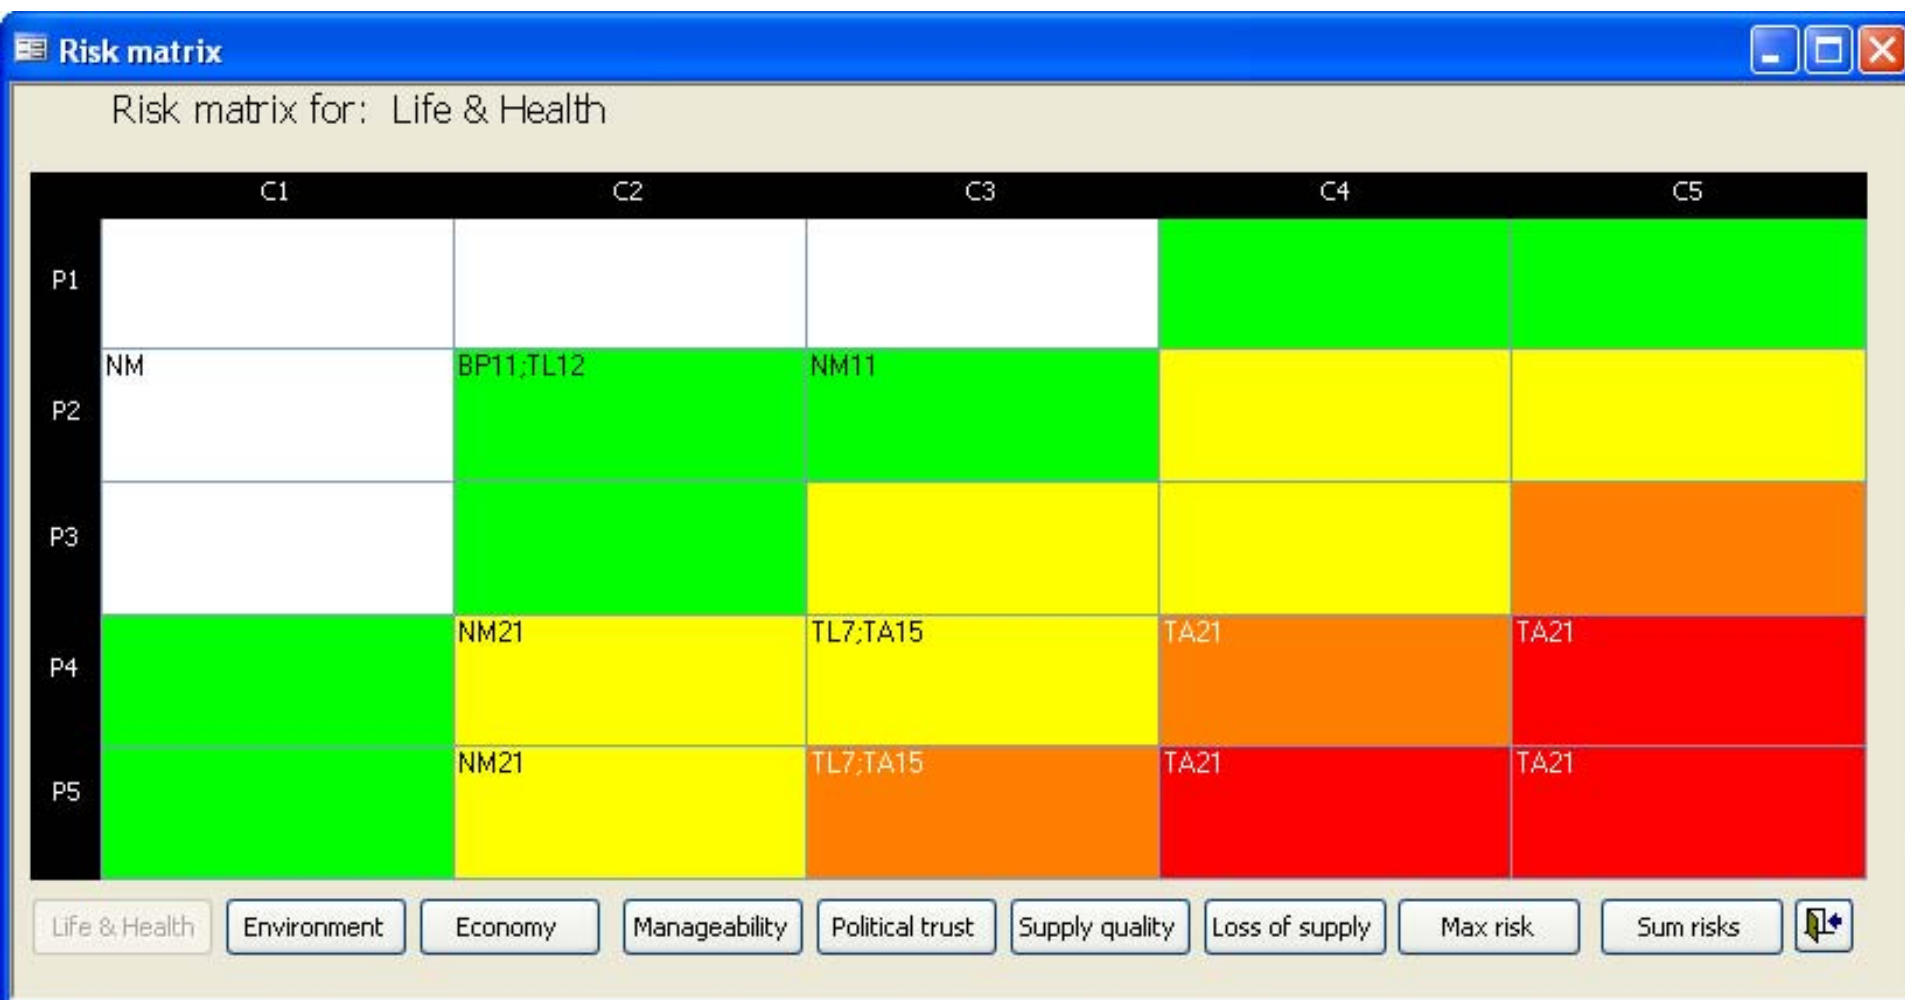 Risk matrix
Risk matrix for: Life & Health
C1 C2 C3 C4 C5
P1
P2 NM BP11;TL12 NM11
P3
P4 NM21 TL7;TA15 TA21 TA21
P5 NM21 TL7;TA15 TA21 TA21
Life & Health Environment Economy Manageability Political trust Supply quality Loss of supply Max risk Sum risks